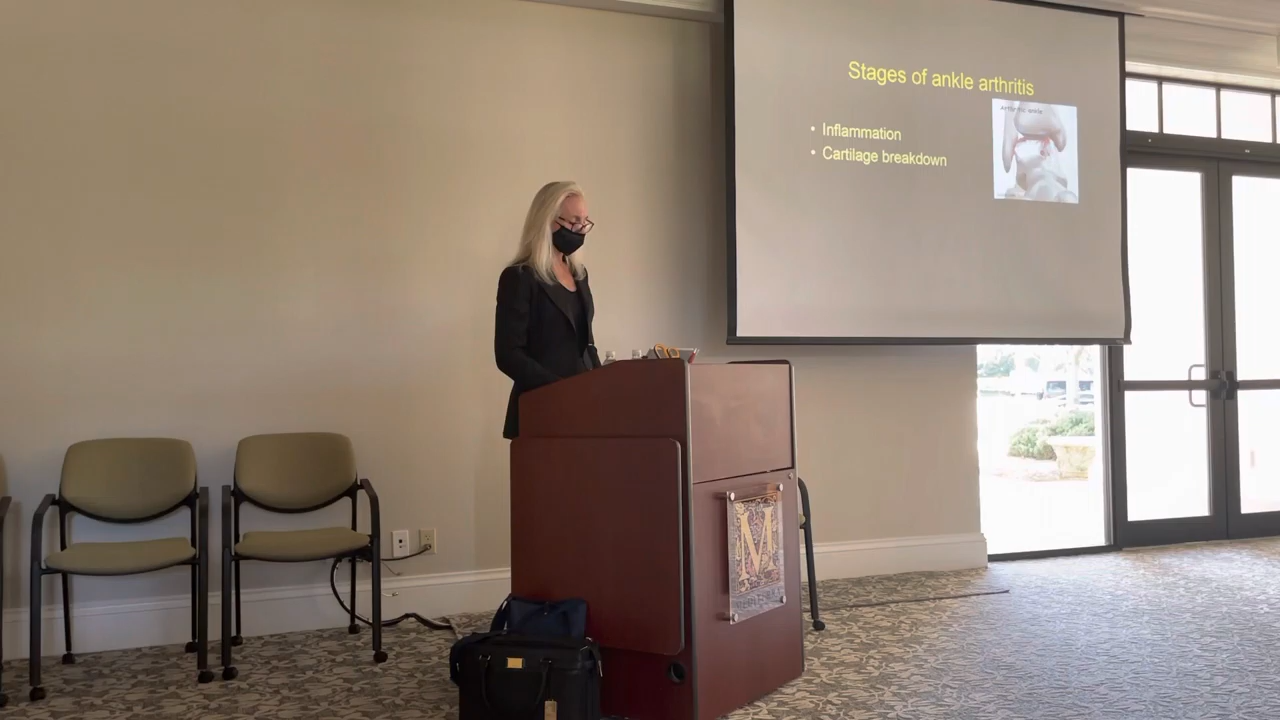 Stages of ankle arthritis
Arthritic ankle
• Inflammation
• Cartilage breakdown
M